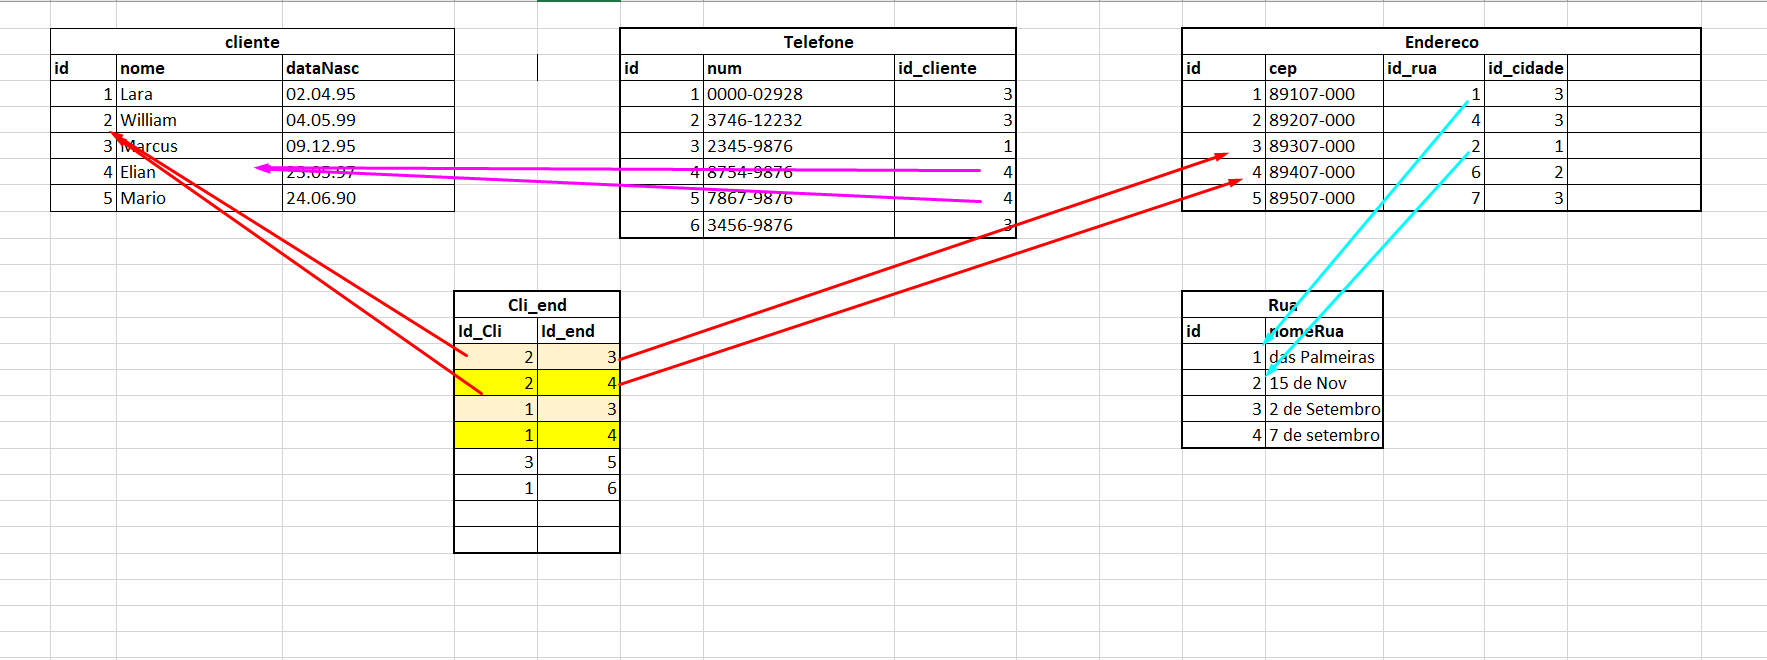 cliente
id nome dataNasc
1 Lara 02.04.95
2 William 04.05.99
3 Marcus 09.12.95
4 Elian 23.05.97
5 Mario 24.06.90
Telefone
id num id_cliente
1 0000-02928 3
2 3746-12232 3
3 2345-9876 1
4 8754-9876 4
5 7867-9876 4
6 3456-9876 3
Endereco
id cep id_rua id_cidade
1 89107-000 1 3
2 89207-000 4 3
3 89307-000 2 1
4 89407-000 6 2
5 89507-000 7 3
Cli_end
Id_Cli Id_end
2 3
2 4
1 3
1 4
3 5
1 6
Rua
id nomeRua
1 das Palmeiras
2 15 de Nov
3 2 de Setembro
4 7 de setembro